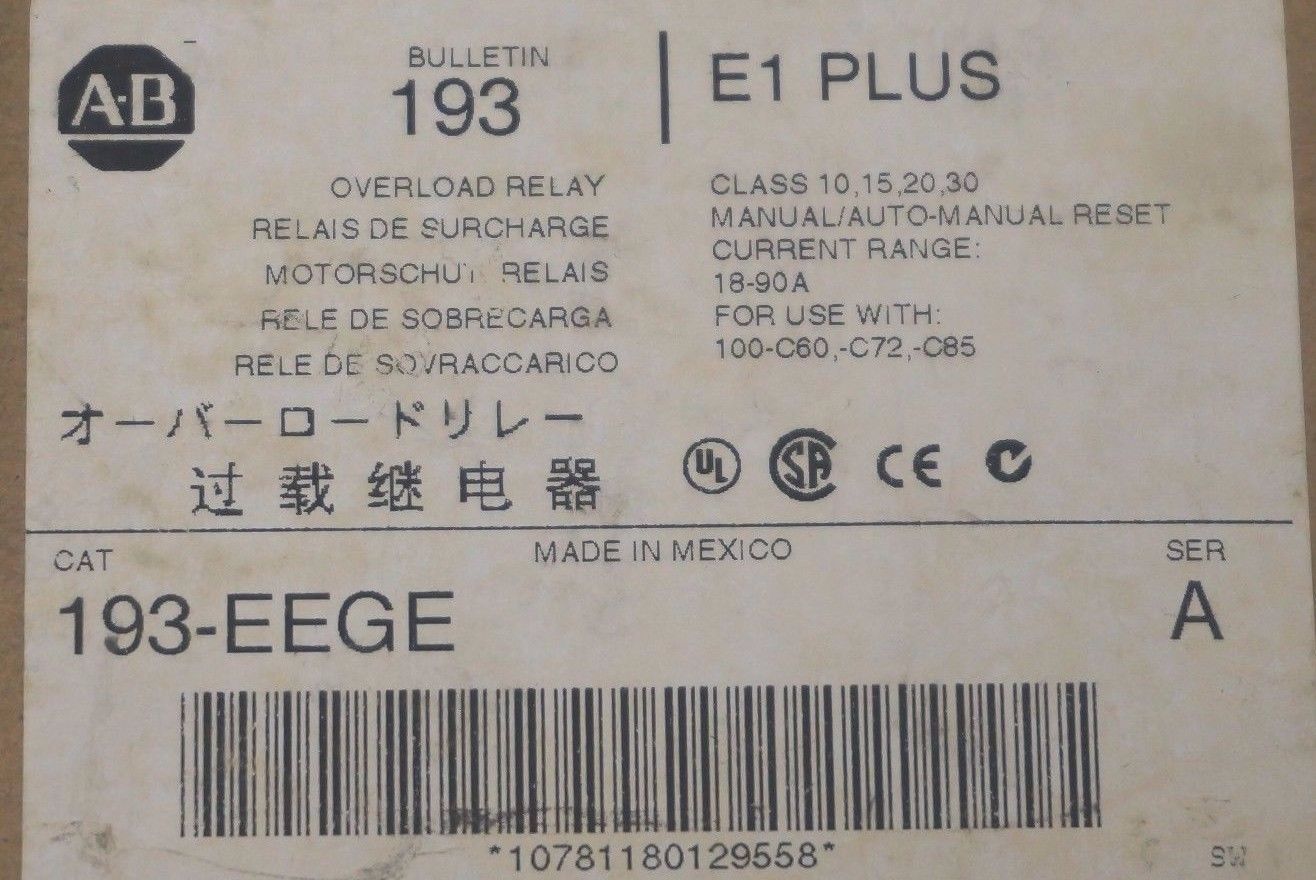 A-B
BULLETIN
193
E1 PLUS
OVERLOAD RELAY
RELAIS DE SURCHARGE
RELAIS
RELE DE SOBRECARGA
RELE DE SOVRACCARICO
オーバーロードリレー
过载继电器
CLASS 10,15,20,30
MANUAL/AUTO-MANUAL RESET
CURRENT RANGE:
18-90A
FOR USE WITH:
100-C60,-C72,-C85
UL
SA
CE
CAT
MADE IN MEXICO
SER
193-EEGE
A
*10781180129558*
SW